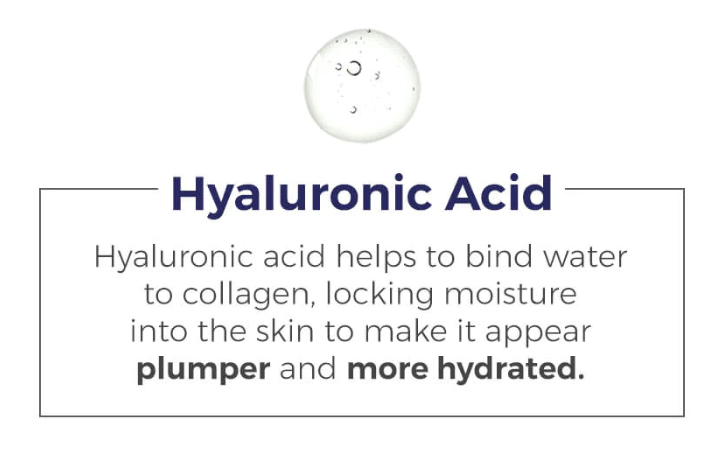 Hyaluronic Acid
Hyaluronic acid helps to bind water
to collagen, locking moisture
into the skin to make it appear
plumper and more hydrated.